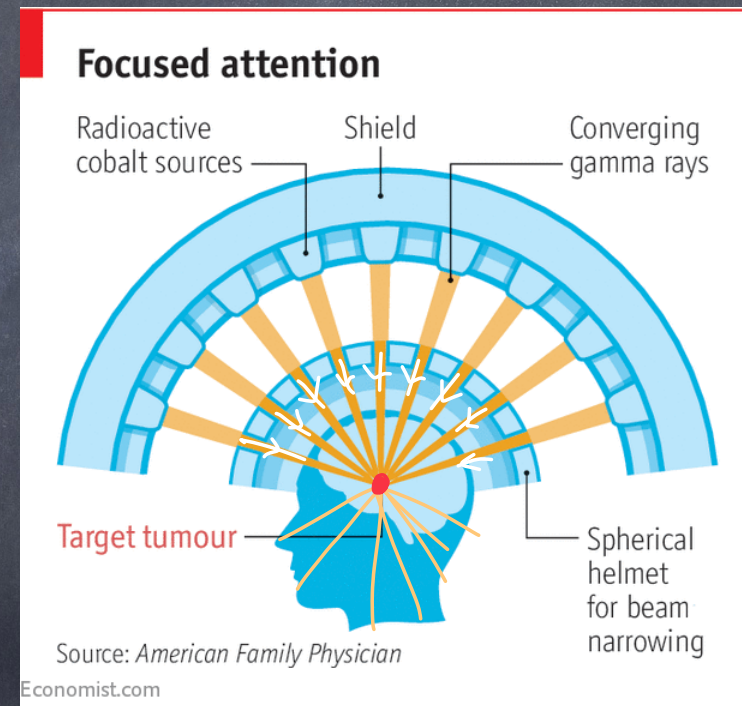 Focused attention
Radioactive
cobalt sources
Shield
Converging
gamma rays
Target tumour
Spherical
helmet
for beam
narrowing
Source: American Family Physician
Economist.com